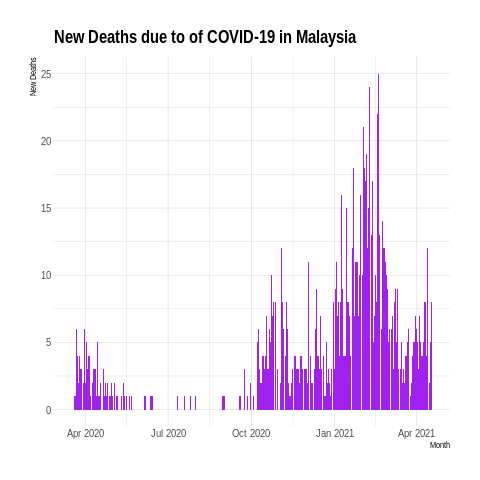 New Deaths due to of COVID-19 in Malaysia
New Deaths
25
20
15
10
5
0
Apr 2020 Jul 2020 Oct 2020 Jan 2021 Apr 2021
Month